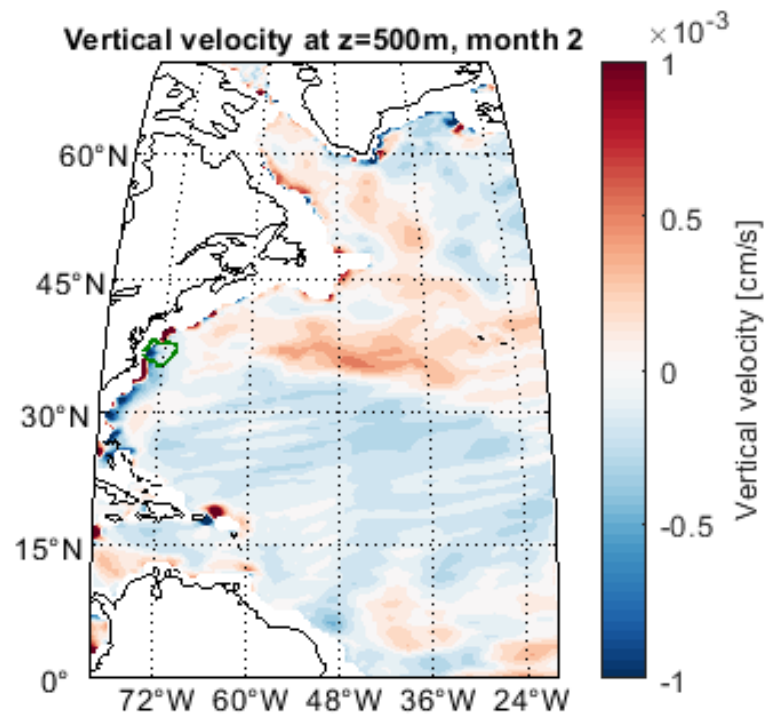 ×10⁻³
Vertical velocity at z=500m, month 2
1
60°N
0.5
45°N
0
30°N
-0.5
15°N
0°
-1
72°W 60°W 48°W 36°W 24°W
Vertical velocity [cm/s]